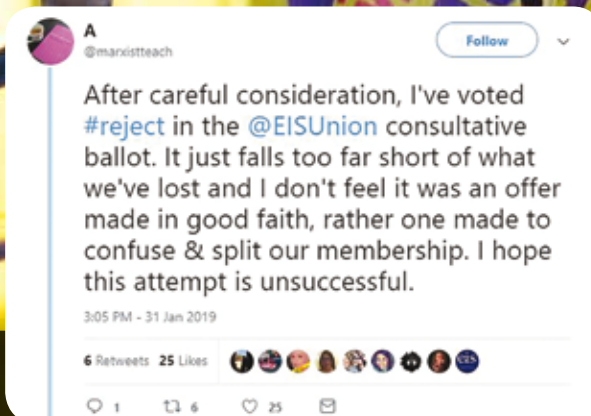 A
@marxistteach
Follow
After careful consideration, I've voted
#reject in the @EISUnion consultative
ballot. It just falls too far short of what
we've lost and I don't feel it was an offer
made in good faith, rather one made to
confuse & split our membership. I hope
this attempt is unsuccessful.
3:05 PM - 31 Jan 2019
6 Retweets 25 Likes
1 6 25